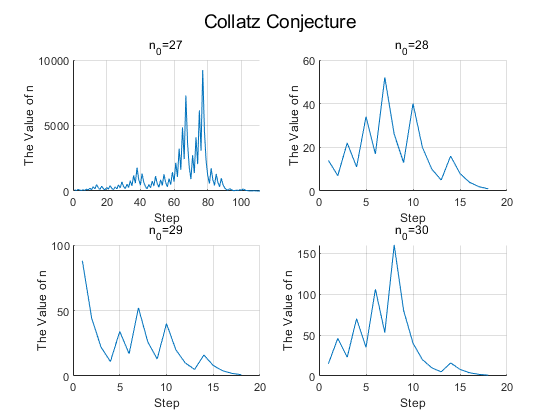 Collatz Conjecture
n0=27
The Value of n
10000
5000
0
0 20 40 60 80 100
Step
n0=28
The Value of n
60
40
20
0
0 5 10 15 20
Step
n0=29
The Value of n
100
50
0
0 5 10 15 20
Step
n0=30
The Value of n
150
100
50
0
0 5 10 15 20
Step